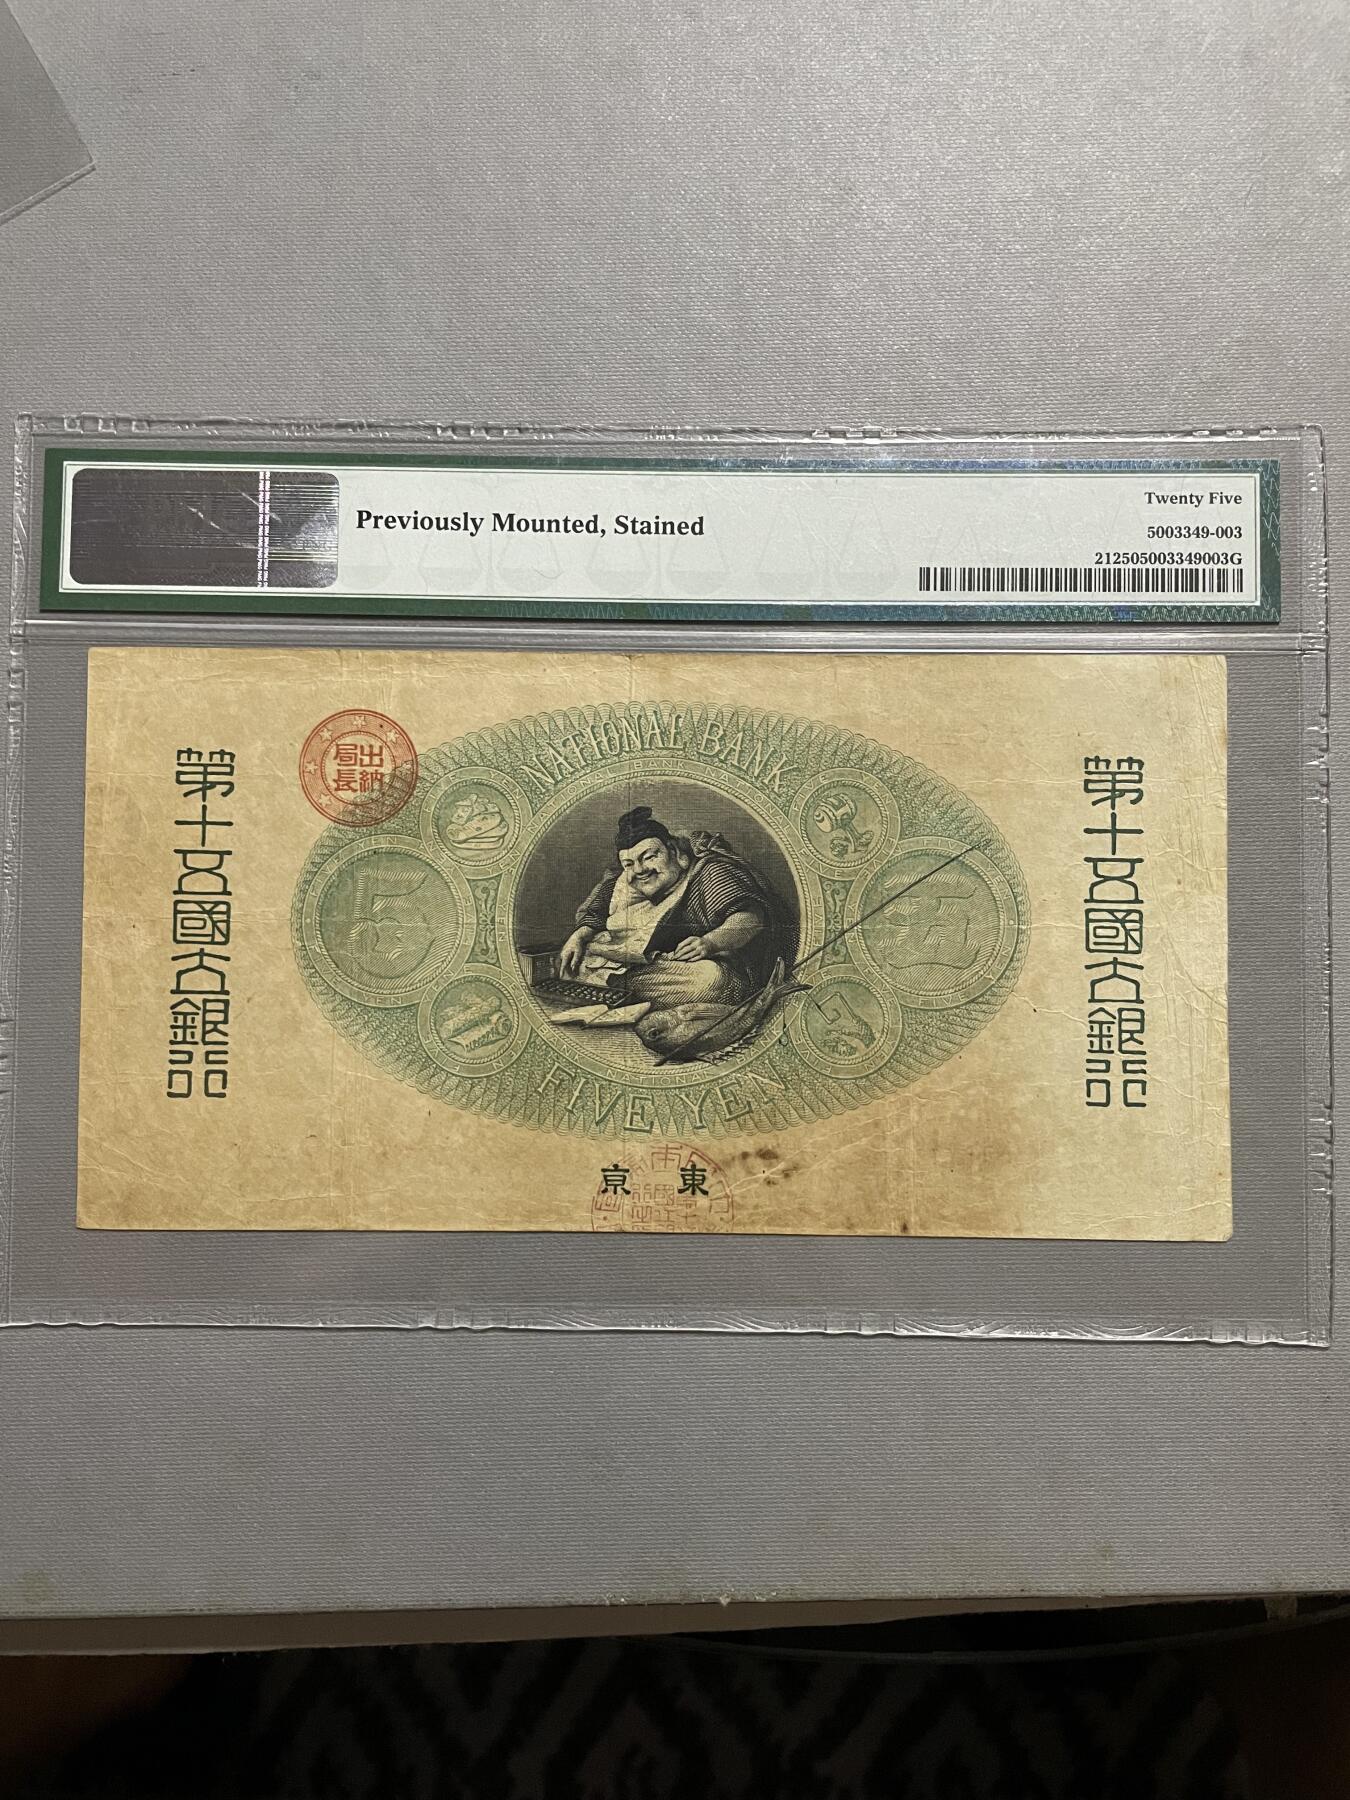 Previously Mounted, Stained
Twenty Five
5003349-003
212505003349003G
NATIONAL BANK
第十五國立銀行
出納局長
第十五國立銀行
FIVE YEN
東京